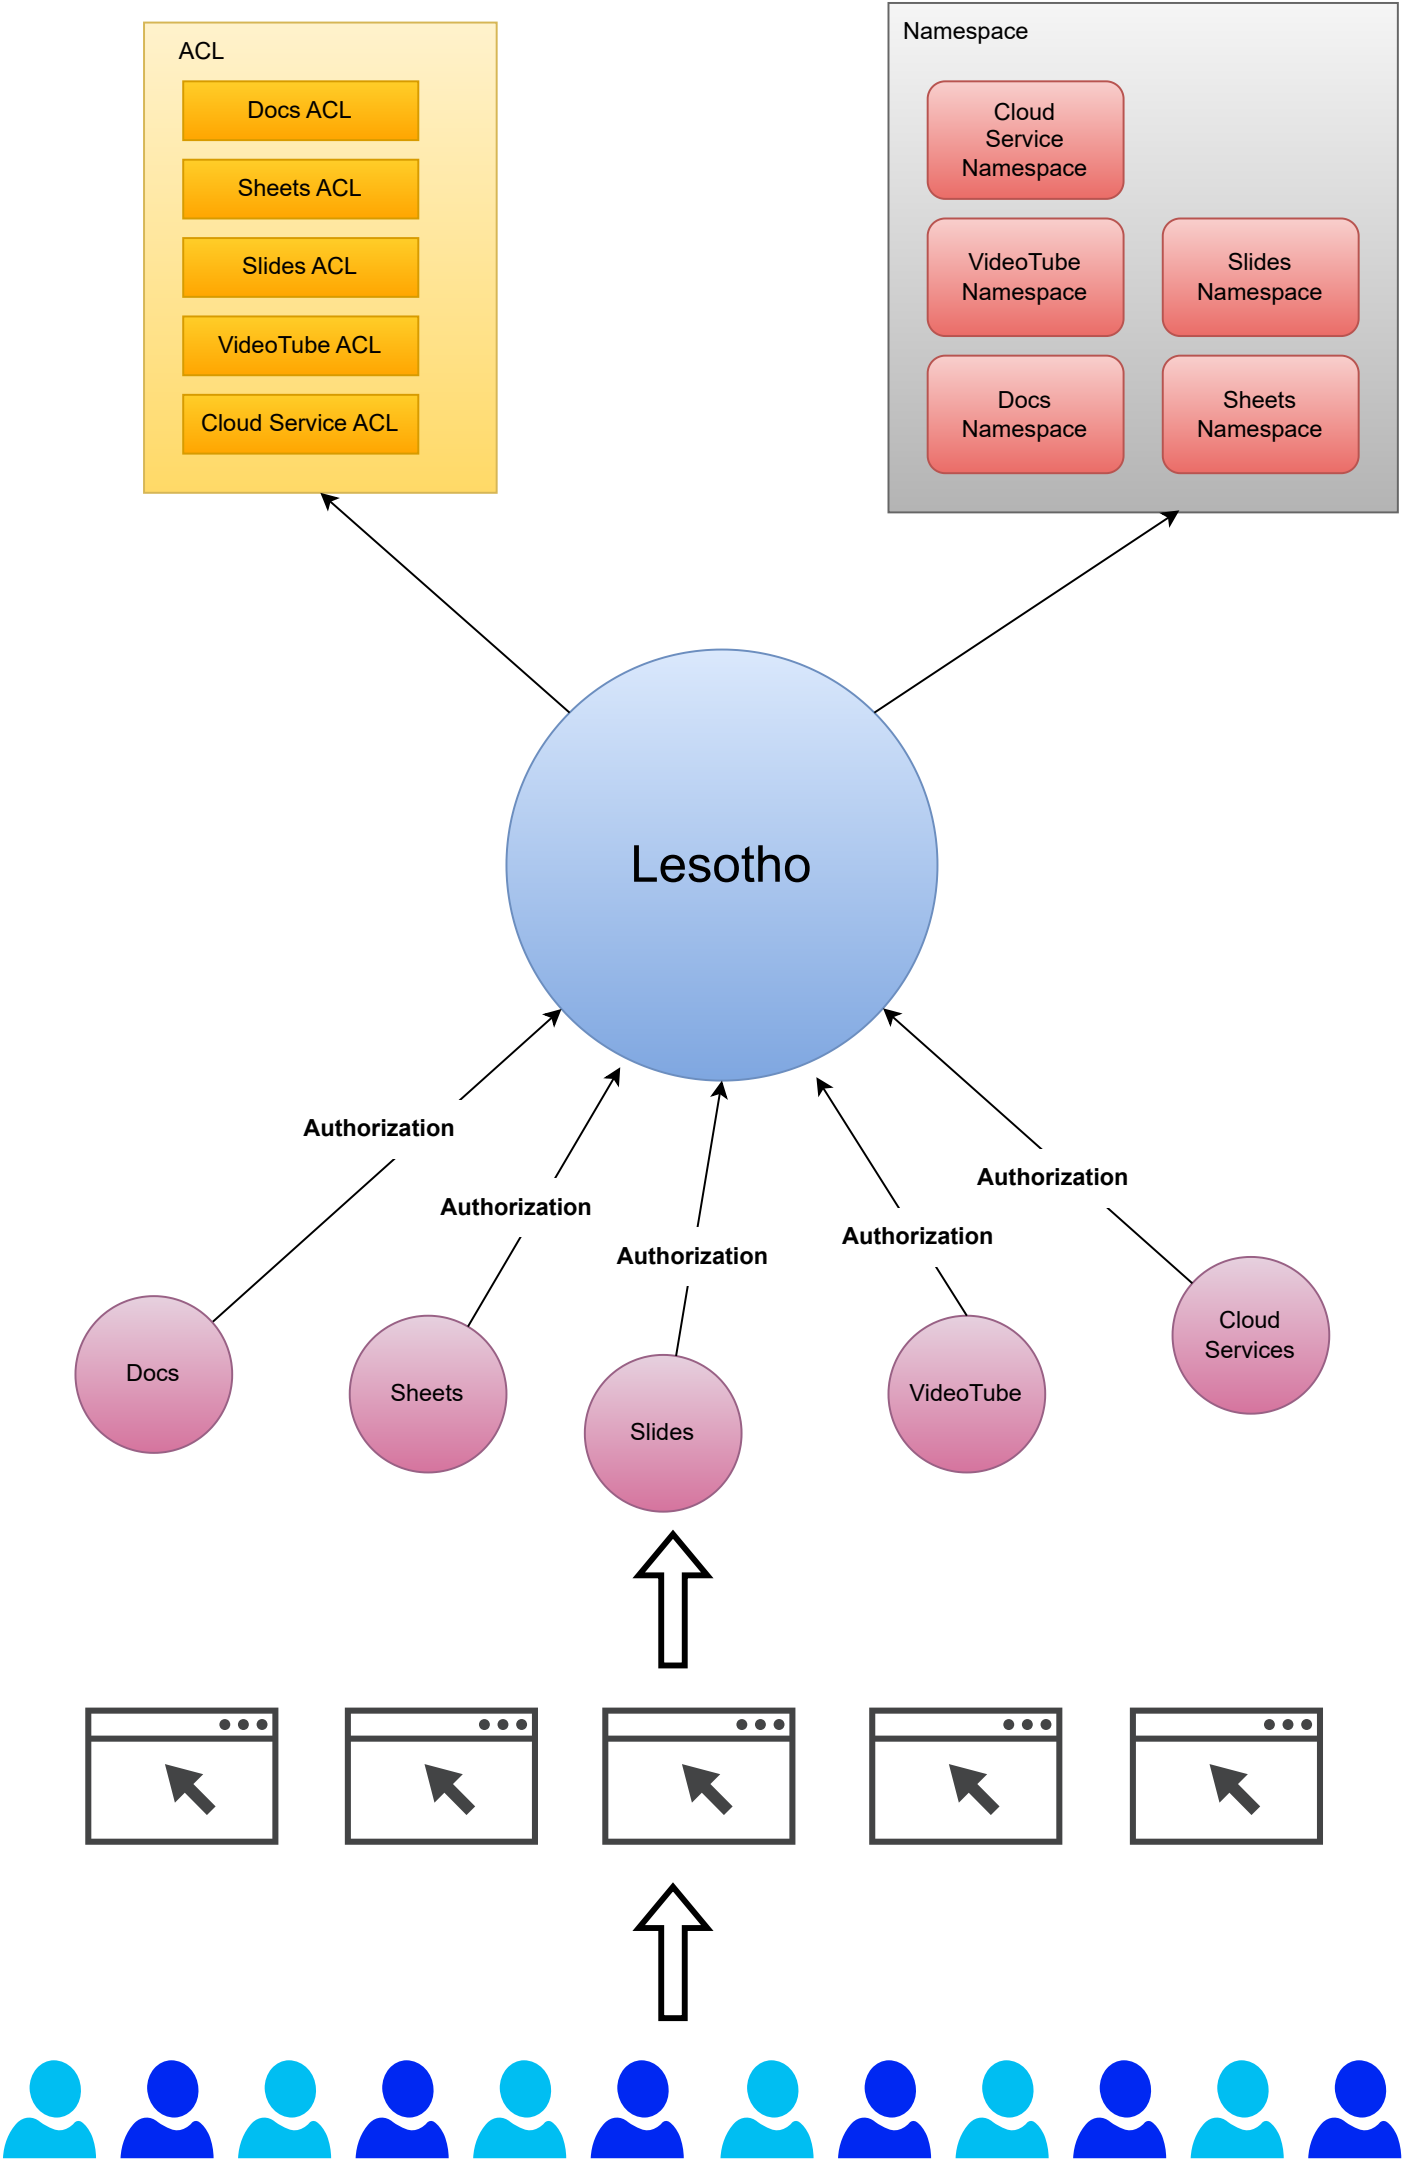 ACL
Docs ACL
Sheets ACL
Slides ACL
VideoTube ACL
Cloud Service ACL
Namespace
Cloud
Service
Namespace
VideoTube
Namespace
Slides
Namespace
Docs
Namespace
Sheets
Namespace
Lesotho
Authorization
Authorization
Authorization
Authorization
Authorization
Docs
Sheets
Slides
VideoTube
Cloud
Services